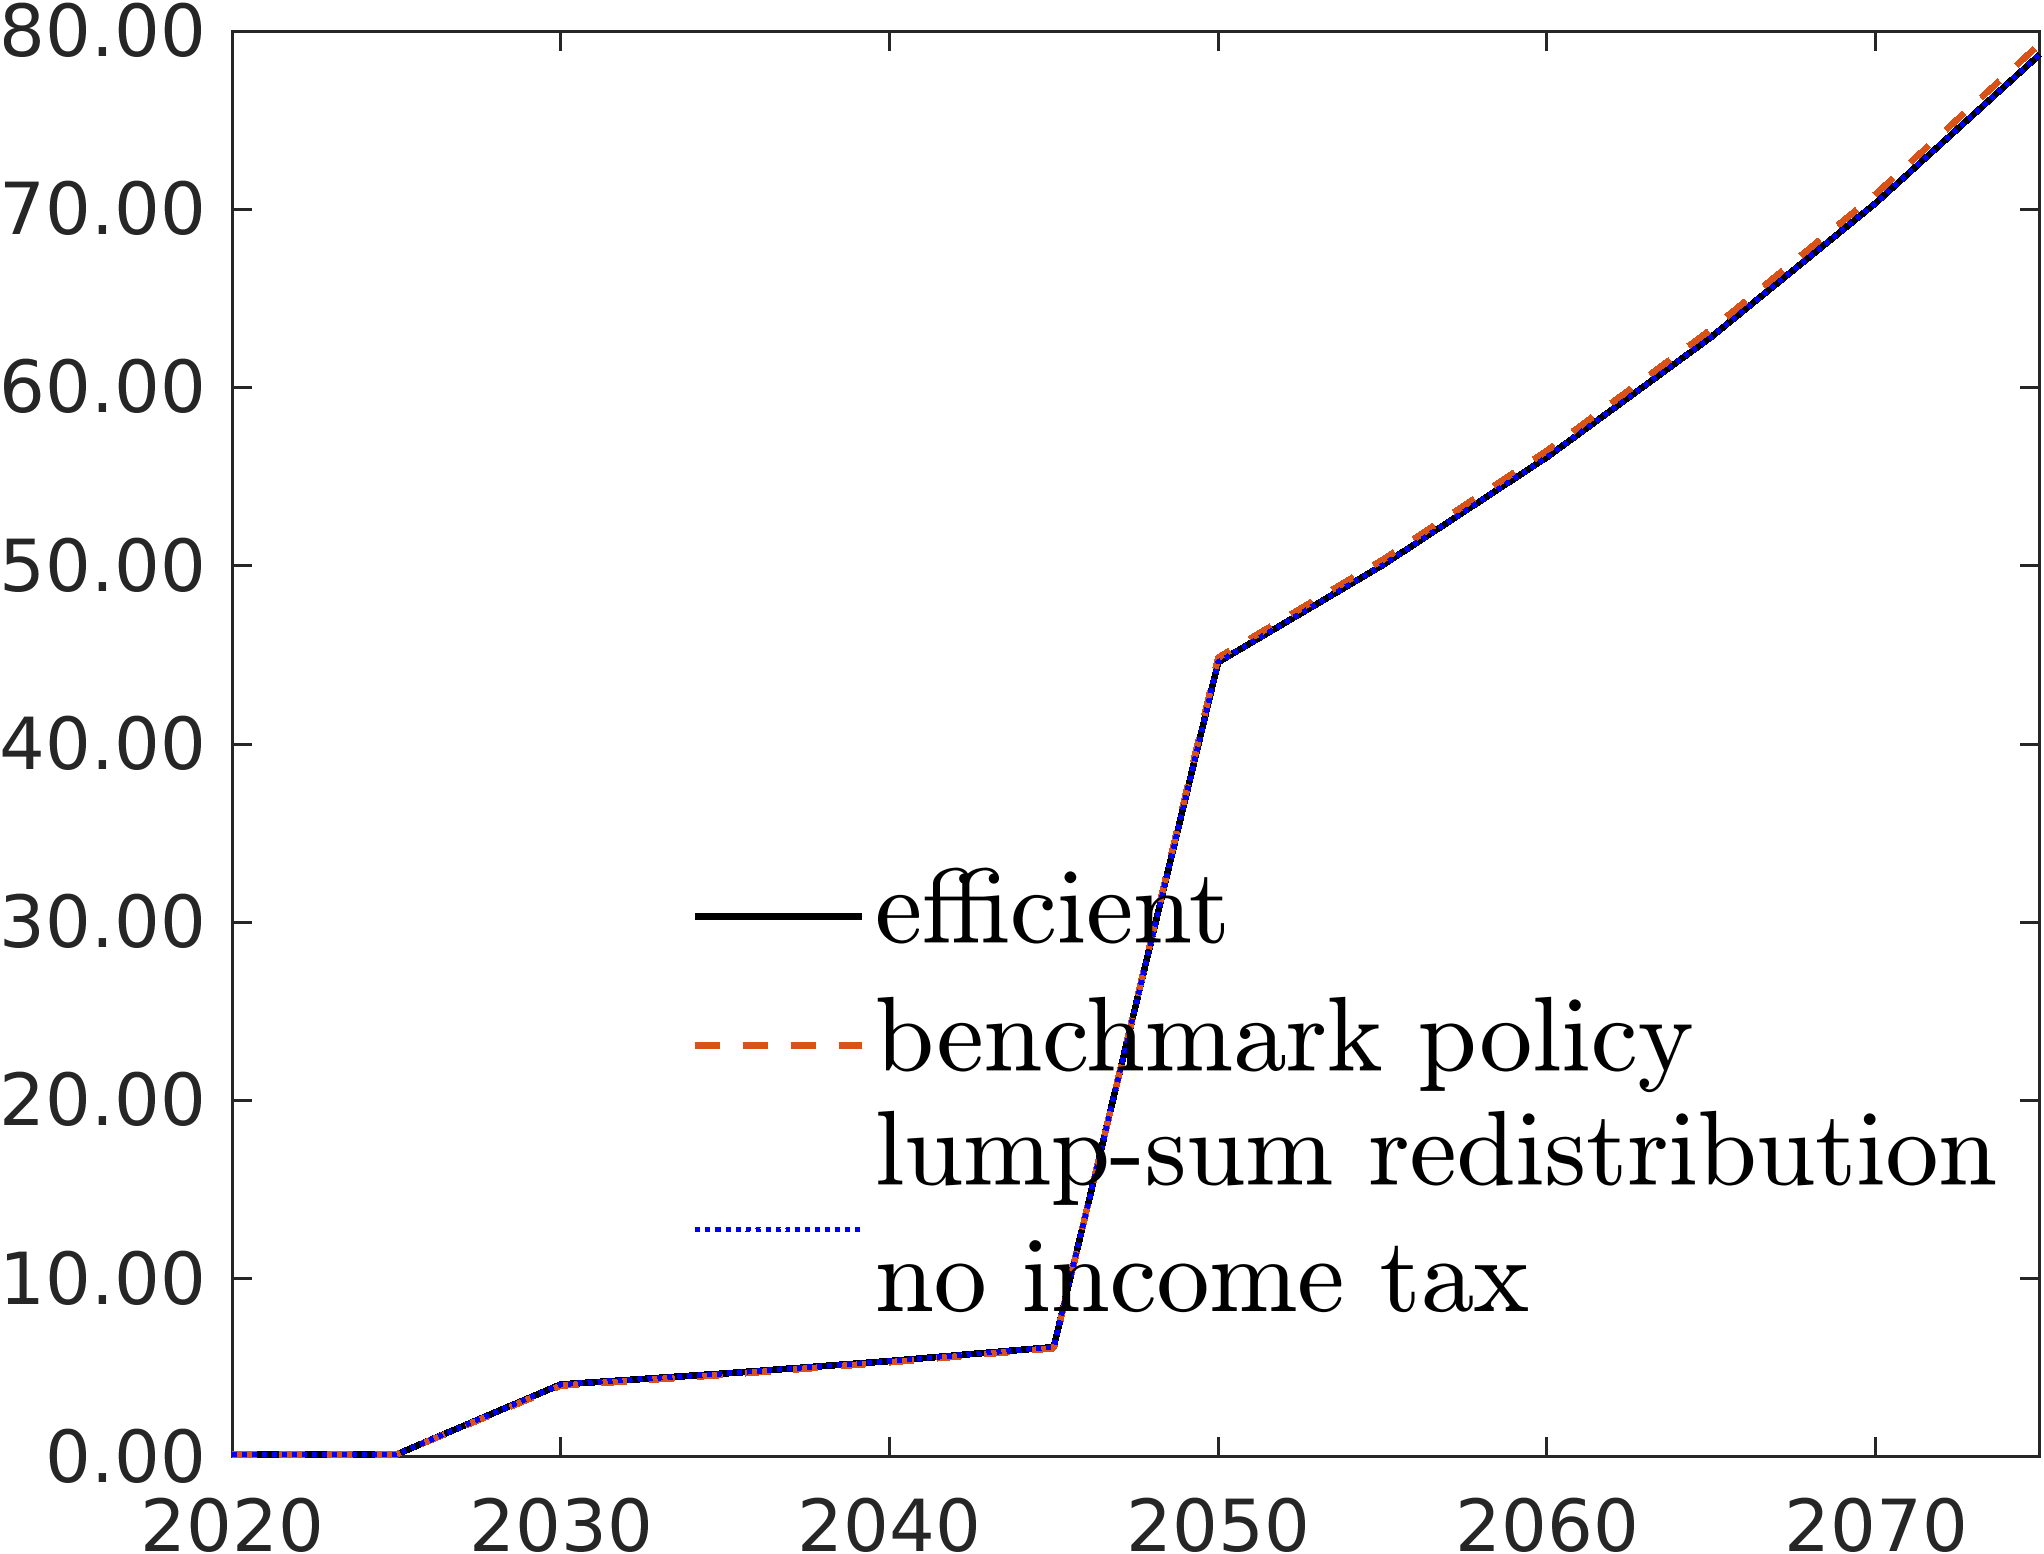 80.00
70.00
60.00
50.00
40.00
30.00
20.00
10.00
0.00
efficient
benchmark policy
lump-sum redistribution
no income tax
2020 2030 2040 2050 2060 2070